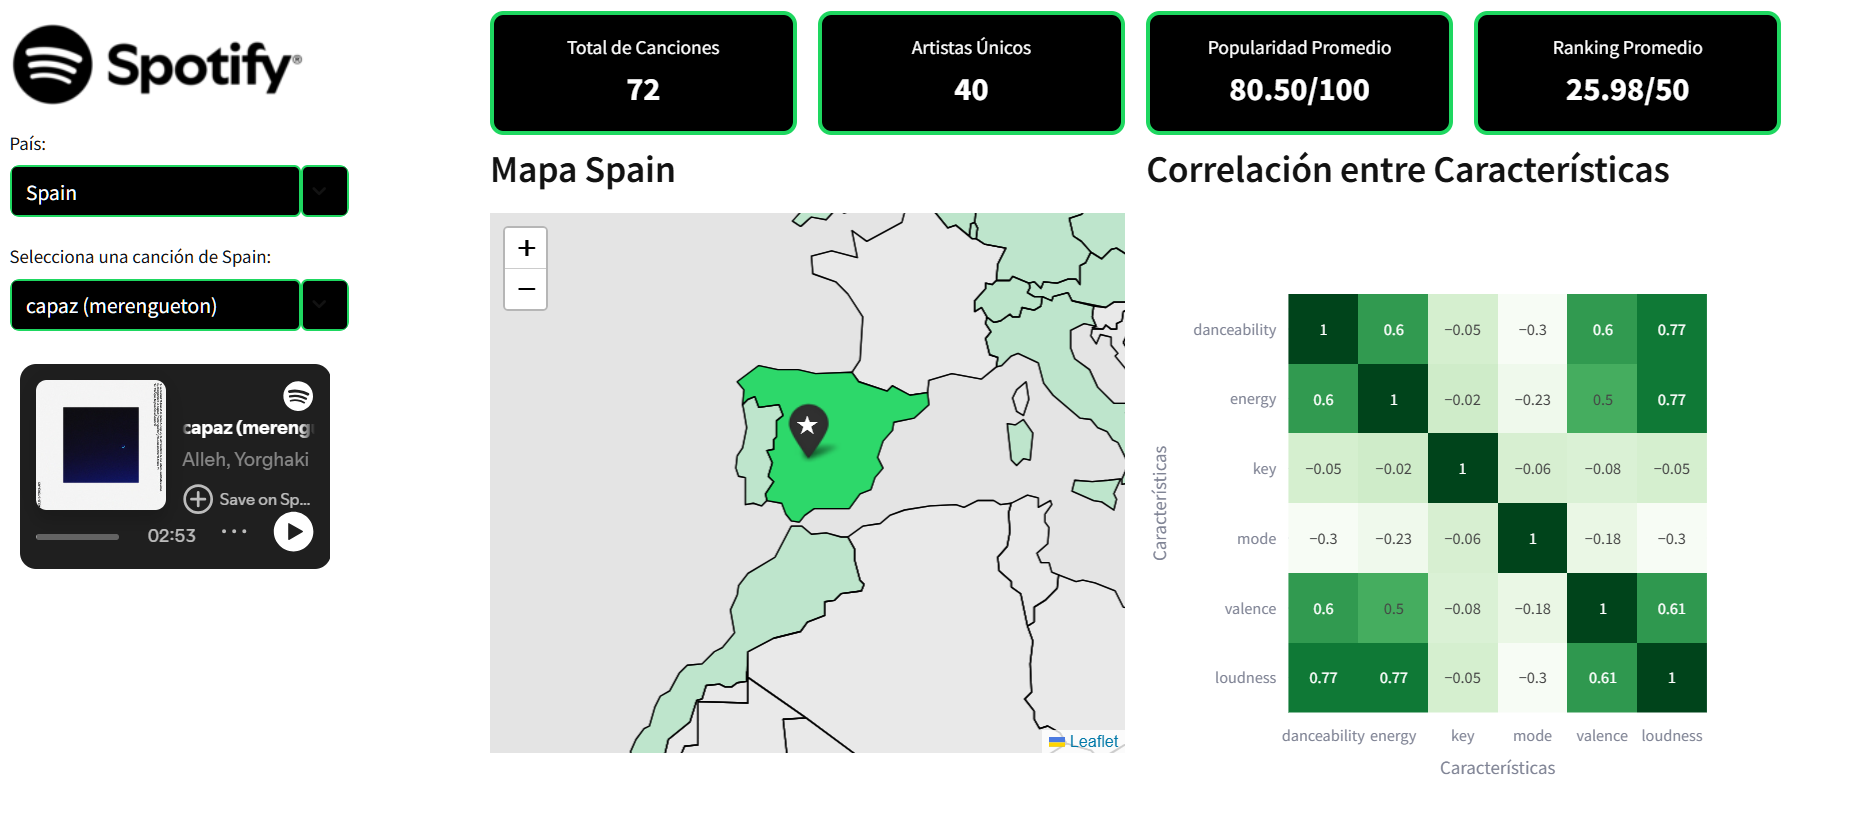 Spotify®
País:
Spain
Selecciona una canción de Spain:
capaz (merengueton)
capaz (mereng
Alleh, Yorghaki
Save on Sp...
02:53
Total de Canciones
72
Artistas Únicos
40
Popularidad Promedio
80.50/100
Ranking Promedio
25.98/50
Mapa Spain
+
−
Leaflet
Correlación entre Características
Características
danceability 1 0.6 −0.05 −0.3 0.6 0.77
energy 0.6 1 −0.02 −0.23 0.5 0.77
key −0.05 −0.02 1 −0.06 −0.08 −0.05
mode −0.3 −0.23 −0.06 1 −0.18 −0.3
valence 0.6 0.5 −0.08 −0.18 1 0.61
loudness 0.77 0.77 −0.05 −0.3 0.61 1
danceability energy key mode valence loudness
Características